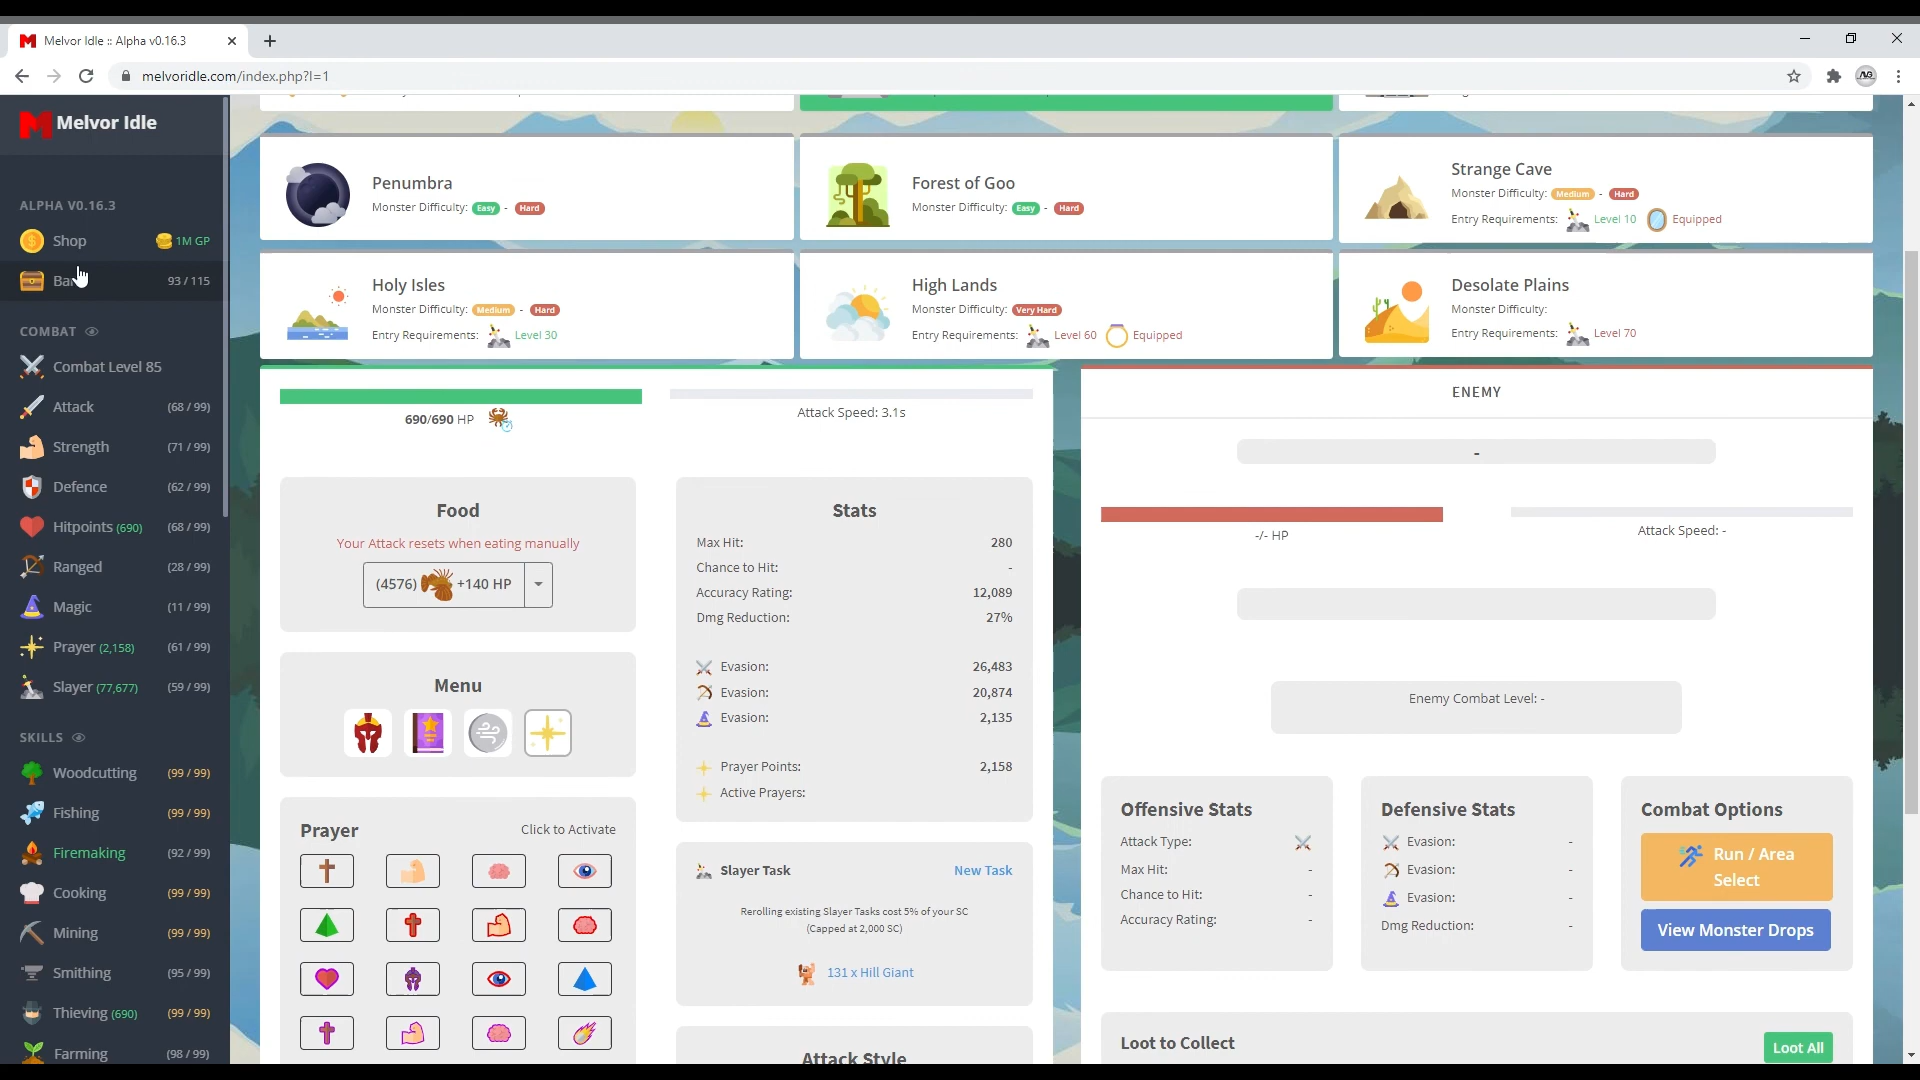 Melvor Idle :: Alpha v0.16.3
melvoridle.com/index.php?l=1
Melvor Idle
ALPHA V0.16.3
Shop 1M GP
93 / 115
COMBAT
Combat Level 85
Attack (68 / 99)
Strength (71 / 99)
Defence (62 / 99)
Hitpoints (690) (68 / 99)
Ranged (28 / 99)
Magic (11 / 99)
Prayer (2,158) (61 / 99)
Slayer (77,677) (59 / 99)
SKILLS
Woodcutting (99 / 99)
Fishing (99 / 99)
Firemaking (92 / 99)
Cooking (99 / 99)
Mining (99 / 99)
Smithing (95 / 99)
Thieving (690) (99 / 99)
Farming (98 / 99)
Penumbra
Monster Difficulty: Easy - Hard
Forest of Goo
Monster Difficulty: Easy - Hard
Strange Cave
Monster Difficulty: Medium - Hard
Entry Requirements: Level 10 Equipped
Holy Isles
Monster Difficulty: Medium - Hard
Entry Requirements: Level 30
High Lands
Monster Difficulty: Very Hard
Entry Requirements: Level 60 Equipped
Desolate Plains
Monster Difficulty:
Entry Requirements: Level 70
690/690 HP
Attack Speed: 3.1s
Food
Your Attack resets when eating manually
(4576) +140 HP
Menu
Prayer Click to Activate
Stats
Max Hit: 280
Chance to Hit: -
Accuracy Rating: 12,089
Dmg Reduction: 27%
Evasion: 26,483
Evasion: 20,874
Evasion: 2,135
Prayer Points: 2,158
Active Prayers:
Slayer Task New Task
Rerolling existing Slayer Tasks cost 5% of your SC
(Capped at 2,000 SC)
131 x Hill Giant
Attack Style
ENEMY
-
-/- HP
Attack Speed: -
Enemy Combat Level: -
Offensive Stats
Attack Type:
Max Hit: -
Chance to Hit: -
Accuracy Rating: -
Defensive Stats
Evasion: -
Evasion: -
Evasion: -
Dmg Reduction: -
Combat Options
Run / Area
Select
View Monster Drops
Loot to Collect
Loot All